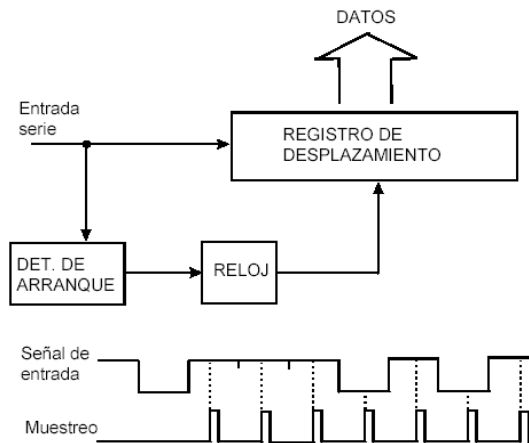 DATOS
Entrada
serie
REGISTRO DE
DESPLAZAMIENTO
DET. DE
ARRANQUE
RELOJ
Señal de
entrada
Muestreo